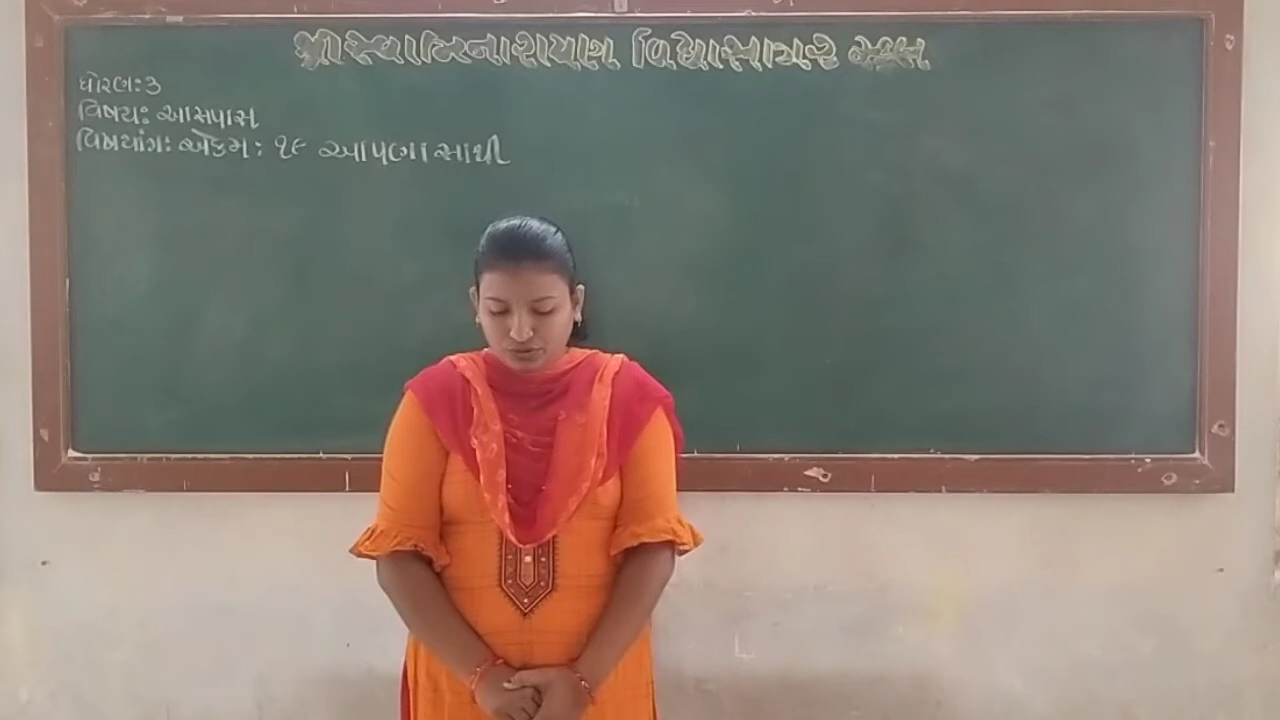 શ્રી સ્વામિનારાયણ વિદ્યાસાગર સ્કૂલ
ધોરણ: ૩
વિષય: આસપાસ
વિષયાંગ: એકમ: ૧૯ આપણા સાથી